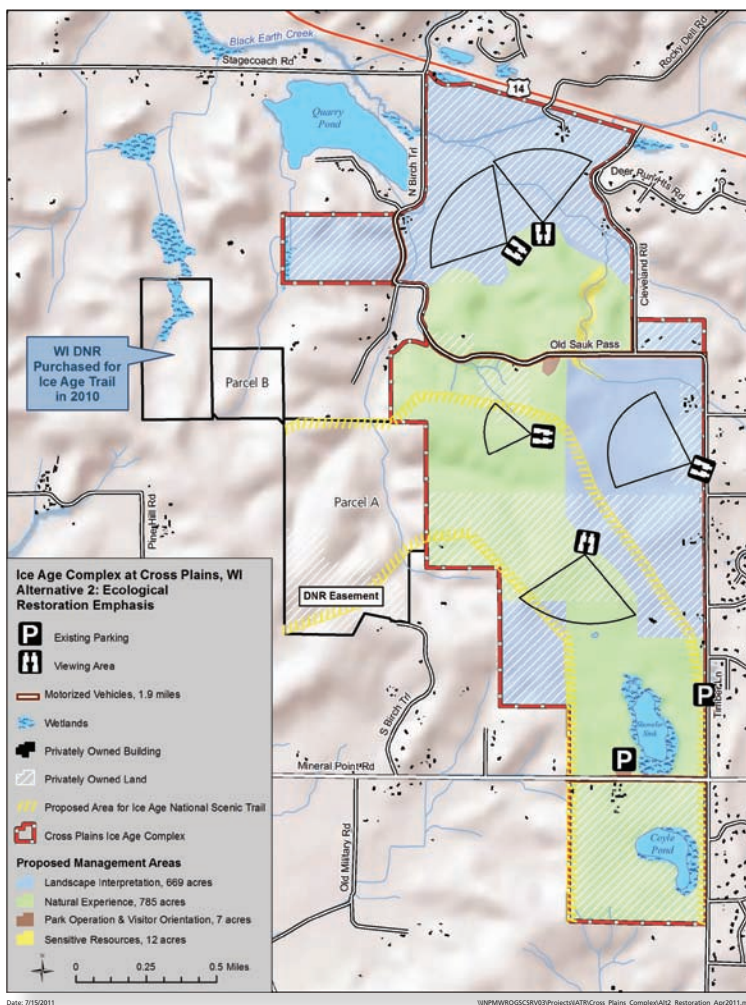 Black Earth Creek
Stagecoach Rd
Rocky Dell Rd
14
Quarry
Pond
N Birch Trl
Deer Run Hts Rd
Cleveland Rd
Old Sauk Pass
WI DNR
Purchased for
Ice Age Trail
in 2010
Parcel B
Parcel A
Pine Hill Rd
DNR Easement
S Birch Trl
Timber Ln
P
Shoveler
Sink
P
Mineral Point Rd
Old Military Rd
Coyle
Pond
Ice Age Complex at Cross Plains, WI
Alternative 2: Ecological
Restoration Emphasis
P Existing Parking
Viewing Area
Motorized Vehicles, 1.9 miles
Wetlands
Privately Owned Building
Privately Owned Land
Proposed Area for Ice Age National Scenic Trail
Cross Plains Ice Age Complex
Proposed Management Areas
Landscape Interpretation, 669 acres
Natural Experience, 785 acres
Park Operation & Visitor Orientation, 7 acres
Sensitive Resources, 12 acres
0 0.25 0.5 Miles
Date: 7/15/2011